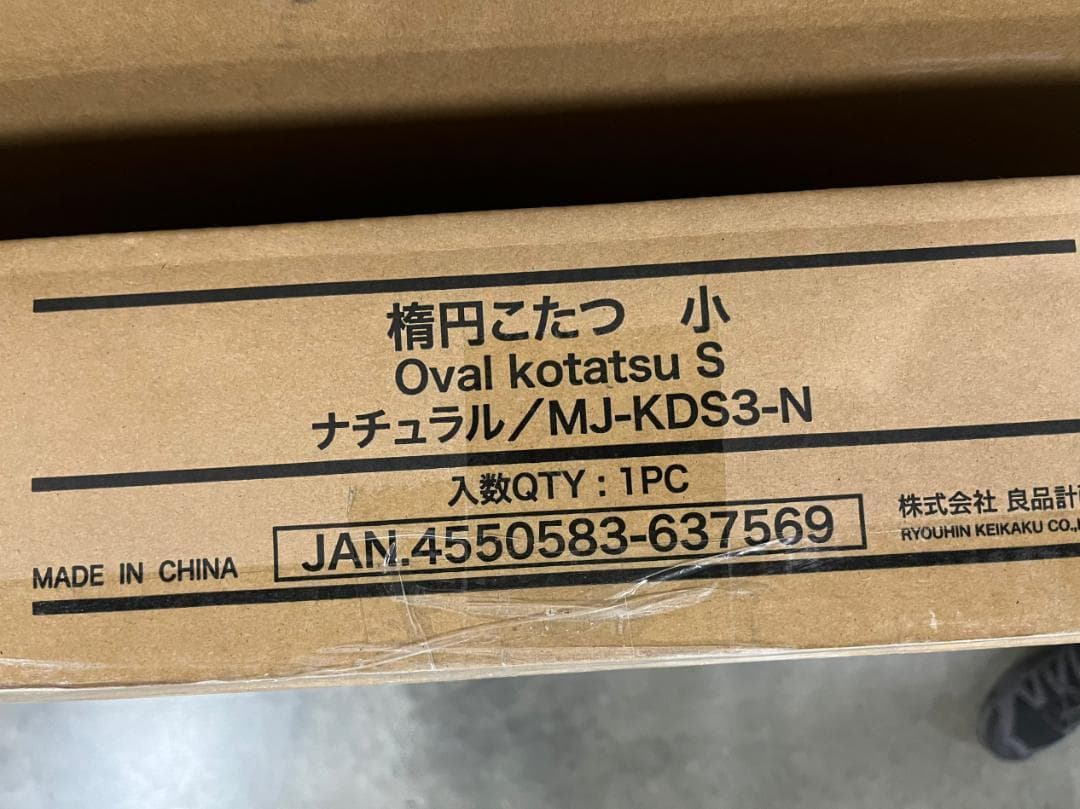 楕円こたつ　小
Oval kotatsu S
ナチュラル／MJ-KDS3-N
入数QTY : 1PC
JAN.4550583-637569
MADE IN CHINA
株式会社 良品計
RYOUHIN KEIKAKU CO.,